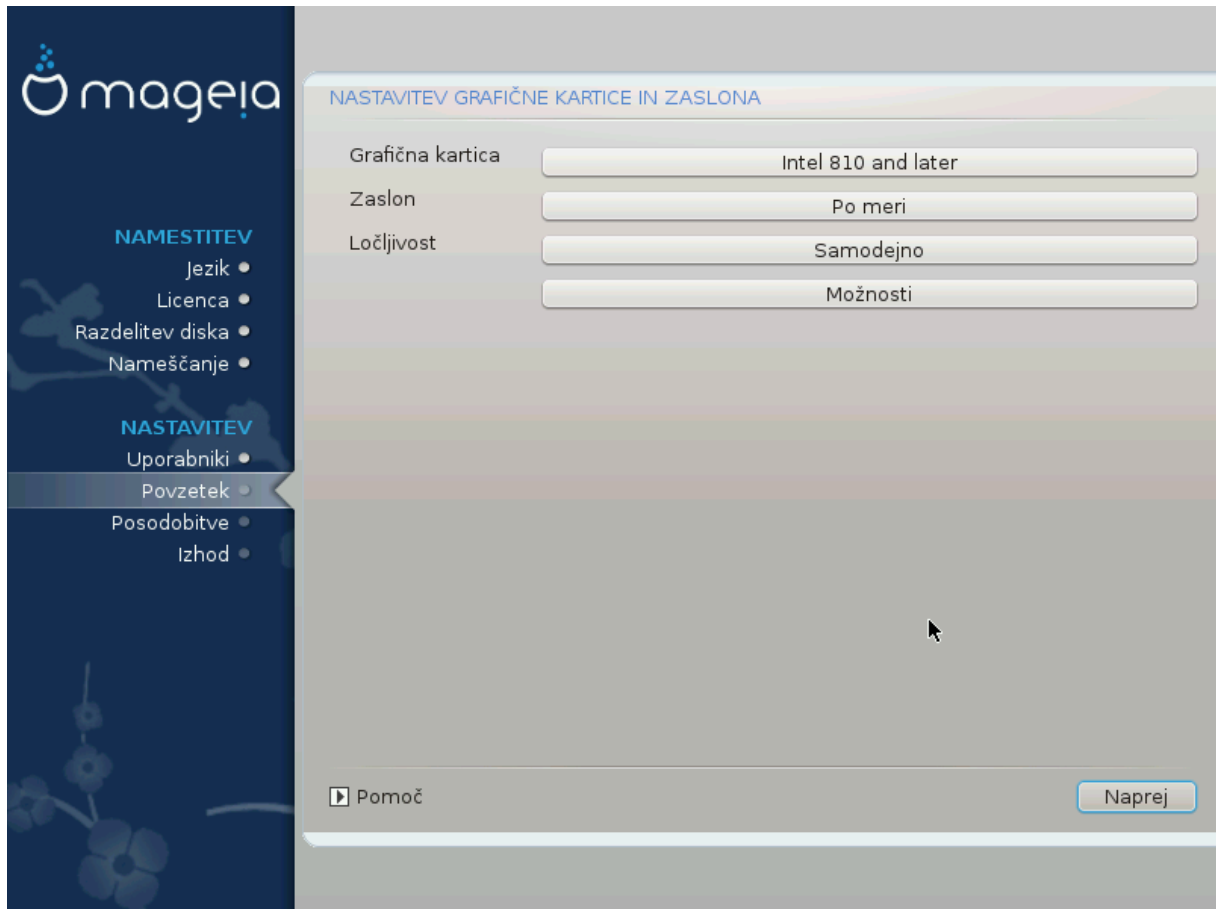 mageia
NAMESTITEV
Jezik
Licenca
Razdelitev diska
Nameščanje
NASTAVITEV
Uporabniki
Povzetek
Posodobitve
Izhod
NASTAVITEV GRAFIČNE KARTICE IN ZASLONA
Grafična kartica Intel 810 and later
Zaslon Po meri
Ločljivost Samodejno
Možnosti
Pomoč Naprej